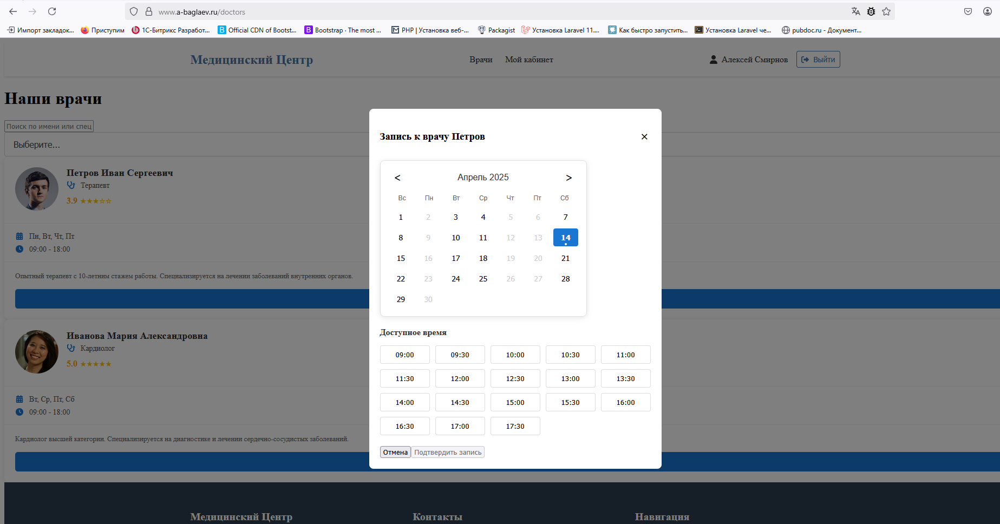 www.a-baglaev.ru/doctors
Импорт закладок...
Приступим
1С-Битрикс Разработ...
Official CDN of Bootst...
Bootstrap · The most ...
PHP | Установка веб-...
Packagist
Установка Laravel 11....
Как быстро запустить...
Установка Laravel че...
pubdoc.ru - Документ...
Медицинский Центр
Врачи
Мой кабинет
Алексей Смирнов
Выйти
Наши врачи
Поиск по имени или спец
Выберите...
Петров Иван Сергеевич
Терапевт
3.9 ★★★☆☆
Пн, Вт, Чт, Пт
09:00 - 18:00
Опытный терапевт с 10-летним стажем работы. Специализируется на лечении заболеваний внутренних органов.
Иванова Мария Александровна
Кардиолог
5.0 ★★★★★
Вт, Ср, Пт, Сб
09:00 - 18:00
Кардиолог высшей категории. Специализируется на диагностике и лечении сердечно-сосудистых заболеваний.
Запись к врачу Петров
×
< Апрель 2025 >
Вс Пн Вт Ср Чт Пт Сб
1 2 3 4 5 6 7
8 9 10 11 12 13 14
15 16 17 18 19 20 21
22 23 24 25 26 27 28
29 30
Доступное время
09:00 09:30 10:00 10:30 11:00
11:30 12:00 12:30 13:00 13:30
14:00 14:30 15:00 15:30 16:00
16:30 17:00 17:30
Отмена
Подтвердить запись
Медицинский Центр
Контакты
Навигация